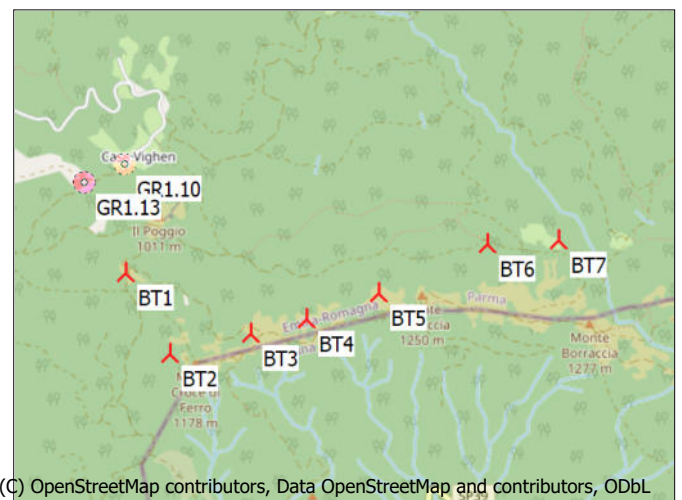 Case Vighen
GR1.10
GR1.13
Il Poggio
1011 m
BT1
BT6
BT7
Parma
BT5
Emilia-Romagna
BT4
BT3
1250 m
Monte
Borraccia
1277 m
BT2
Croce di
Ferro
1178 m
SP39
(C) OpenStreetMap contributors, Data OpenStreetMap and contributors, ODbL